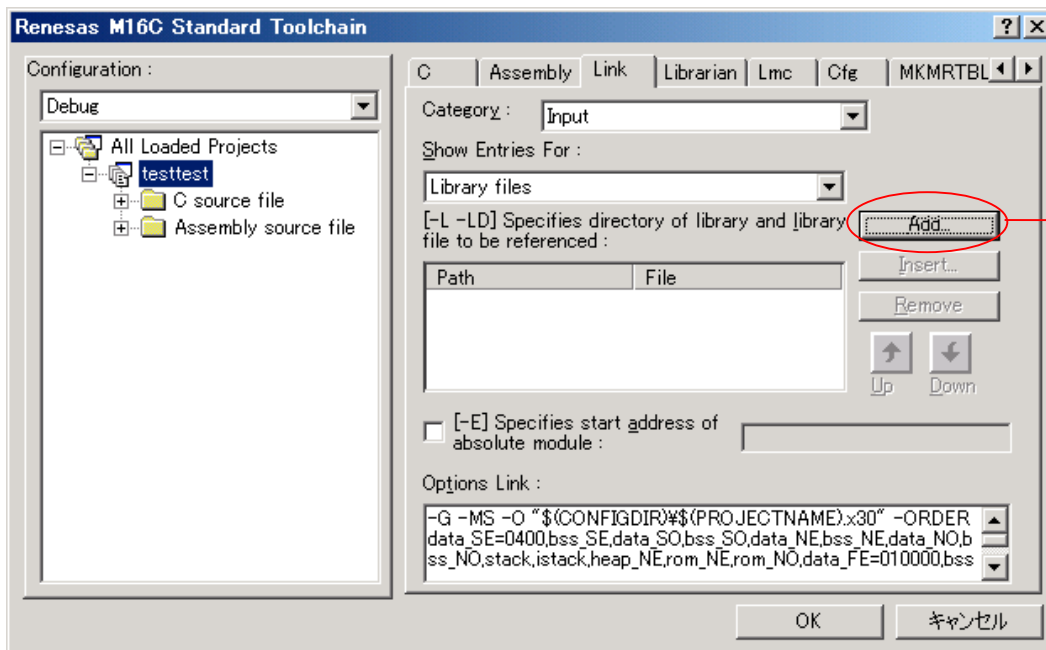 Renesas M16C Standard Toolchain
Configuration :
Debug
All Loaded Projects
testtest
C source file
Assembly source file
C
Assembly
Link
Librarian
Lmc
Cfg
MKMRTBL
Category :
Input
Show Entries For :
Library files
[-L -LD] Specifies directory of library and library
file to be referenced :
Add...
Insert...
Remove
Path
File
Up
Down
[-E] Specifies start address of
absolute module :
Options Link :
-G -MS -O "$(CONFIGDIR)¥$(PROJECTNAME).x30" -ORDER
data_SE=0400,bss_SE,data_SO,bss_SO,data_NE,bss_NE,data_NO,b
ss_NO,stack,istack,heap_NE,rom_NE,rom_NO,data_FE=010000,bss
OK
キャンセル